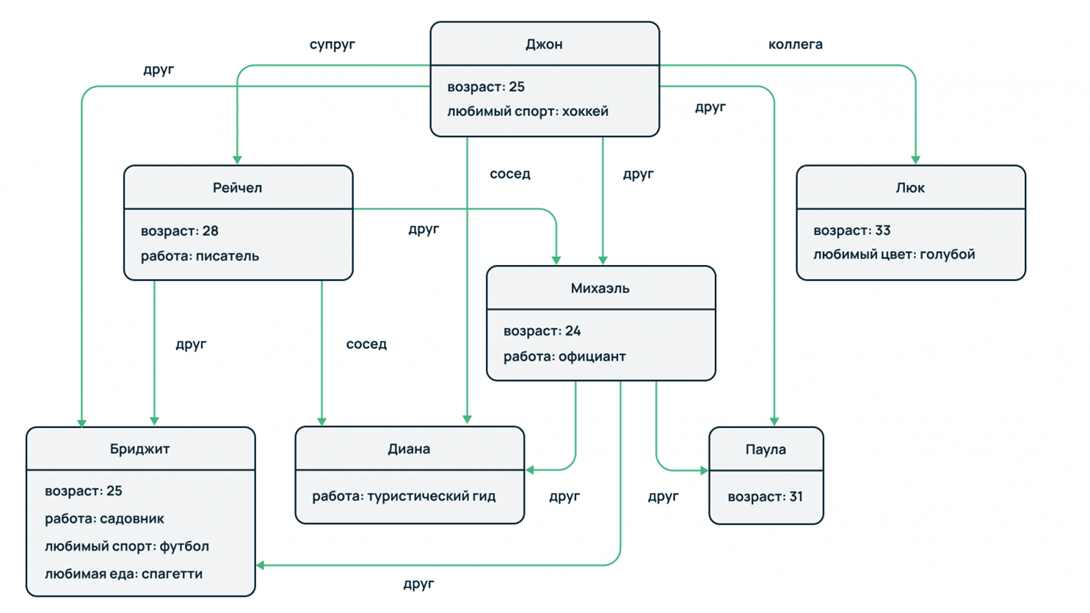 Джон
супруг
коллега
друг
возраст: 25
любимый спорт: хоккей
друг
Рейчел
сосед
друг
Люк
возраст: 28
работа: писатель
друг
возраст: 33
любимый цвет: голубой
Михаэль
возраст: 24
работа: официант
друг
сосед
Бриджит
Диана
Паула
возраст: 25
работа: садовник
любимый спорт: футбол
любимая еда: спагетти
работа: туристический гид
друг
друг
возраст: 31
друг